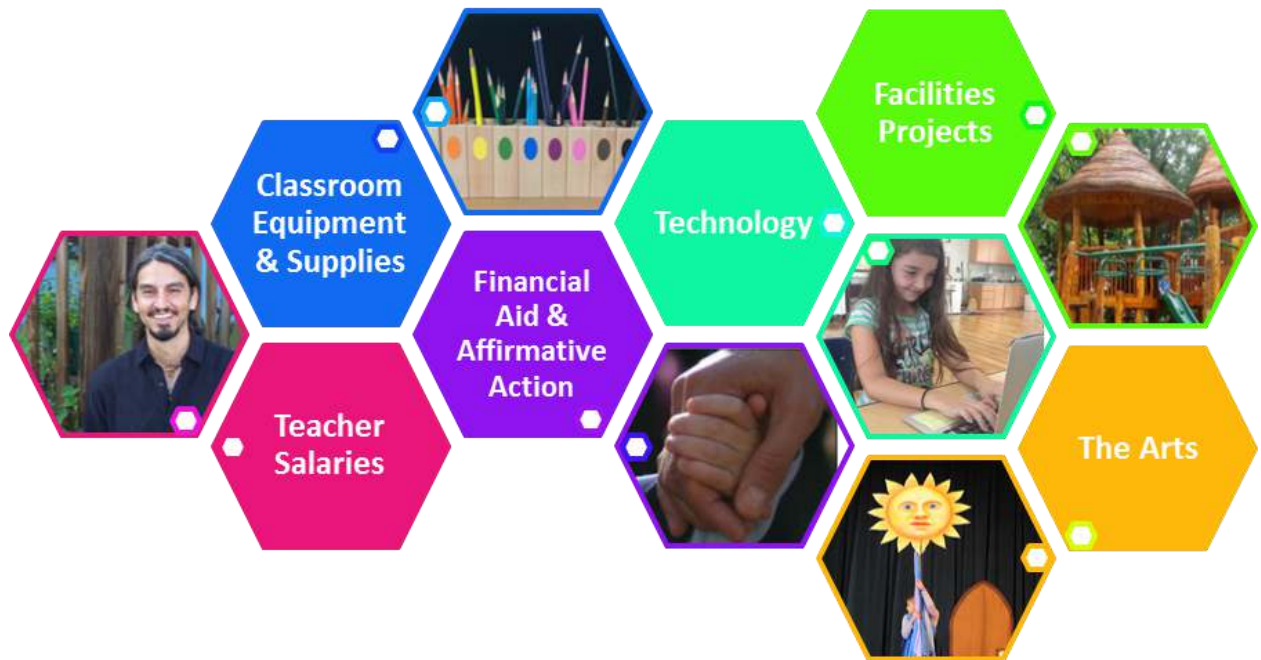 Facilities
Projects
Classroom
Equipment
& Supplies
Technology
Financial
Aid &
Affirmative
Action
Teacher
Salaries
The Arts